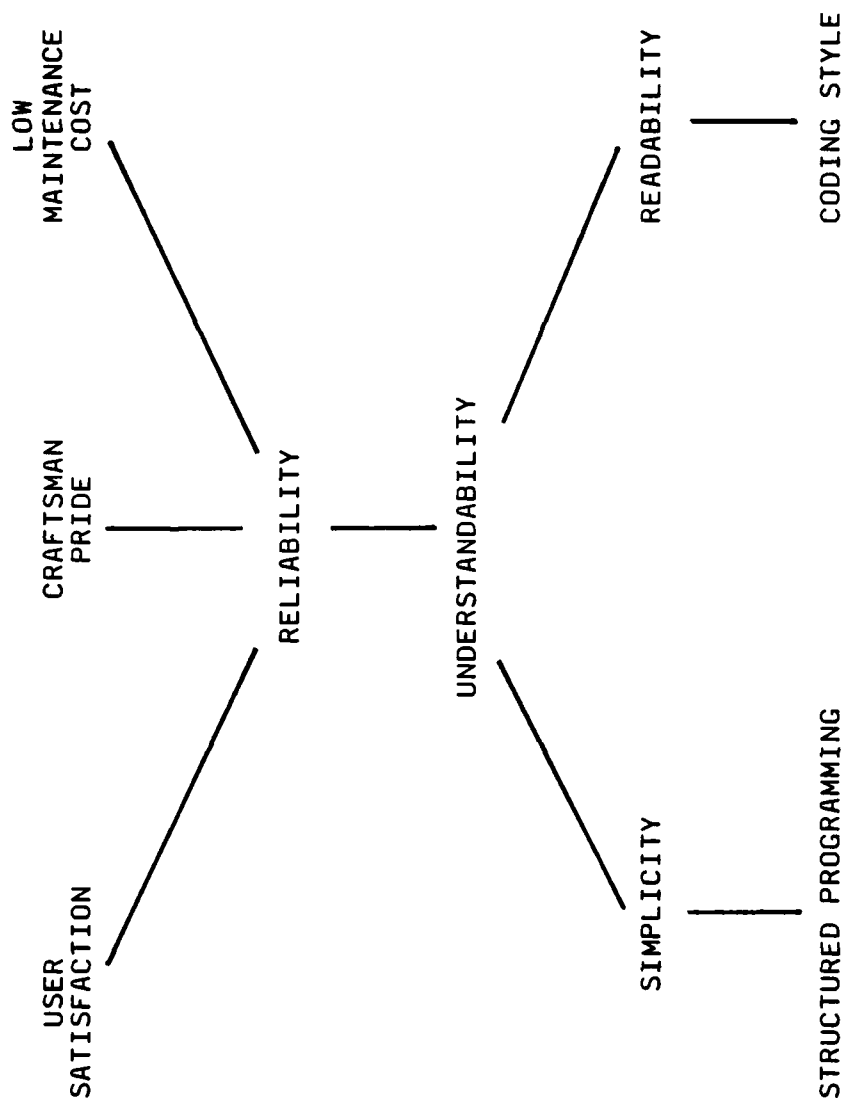 USER
SATISFACTION
CRAFTSMAN
PRIDE
LOW
MAINTENANCE
COST
RELIABILITY
UNDERSTANDABILITY
SIMPLICITY
READABILITY
STRUCTURED PROGRAMMING
CODING STYLE